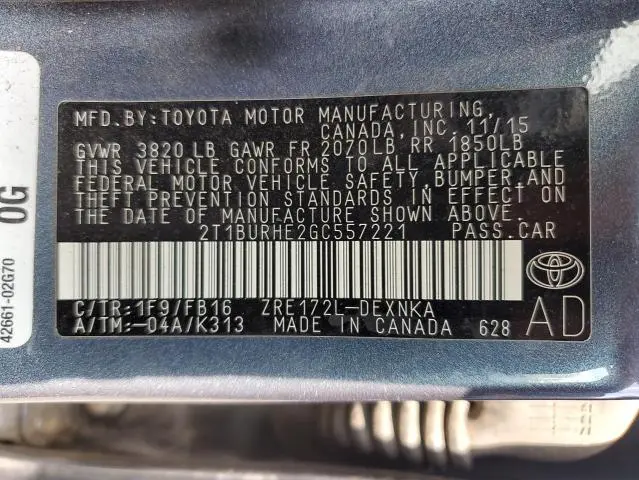 MFD. BY: TOYOTA MOTOR MANUFACTURING,
CANADA, INC. 11/15
GVWR 3820 LB GAWR FR 2070LB RR 1850LB
THIS VEHICLE CONFORMS TO ALL APPLICABLE
FEDERAL MOTOR VEHICLE SAFETY, BUMPER, AND
THEFT PREVENTION STANDARDS IN EFFECT ON
THE DATE OF MANUFACTURE SHOWN ABOVE.
2T1BURHE2GC557221 PASS. CAR
C/TR: 1F9/FB16 ZRE172L-DEXNKA
A/TM: -04A/K313 MADE IN CANADA 628
AD
42661-02G70
0G